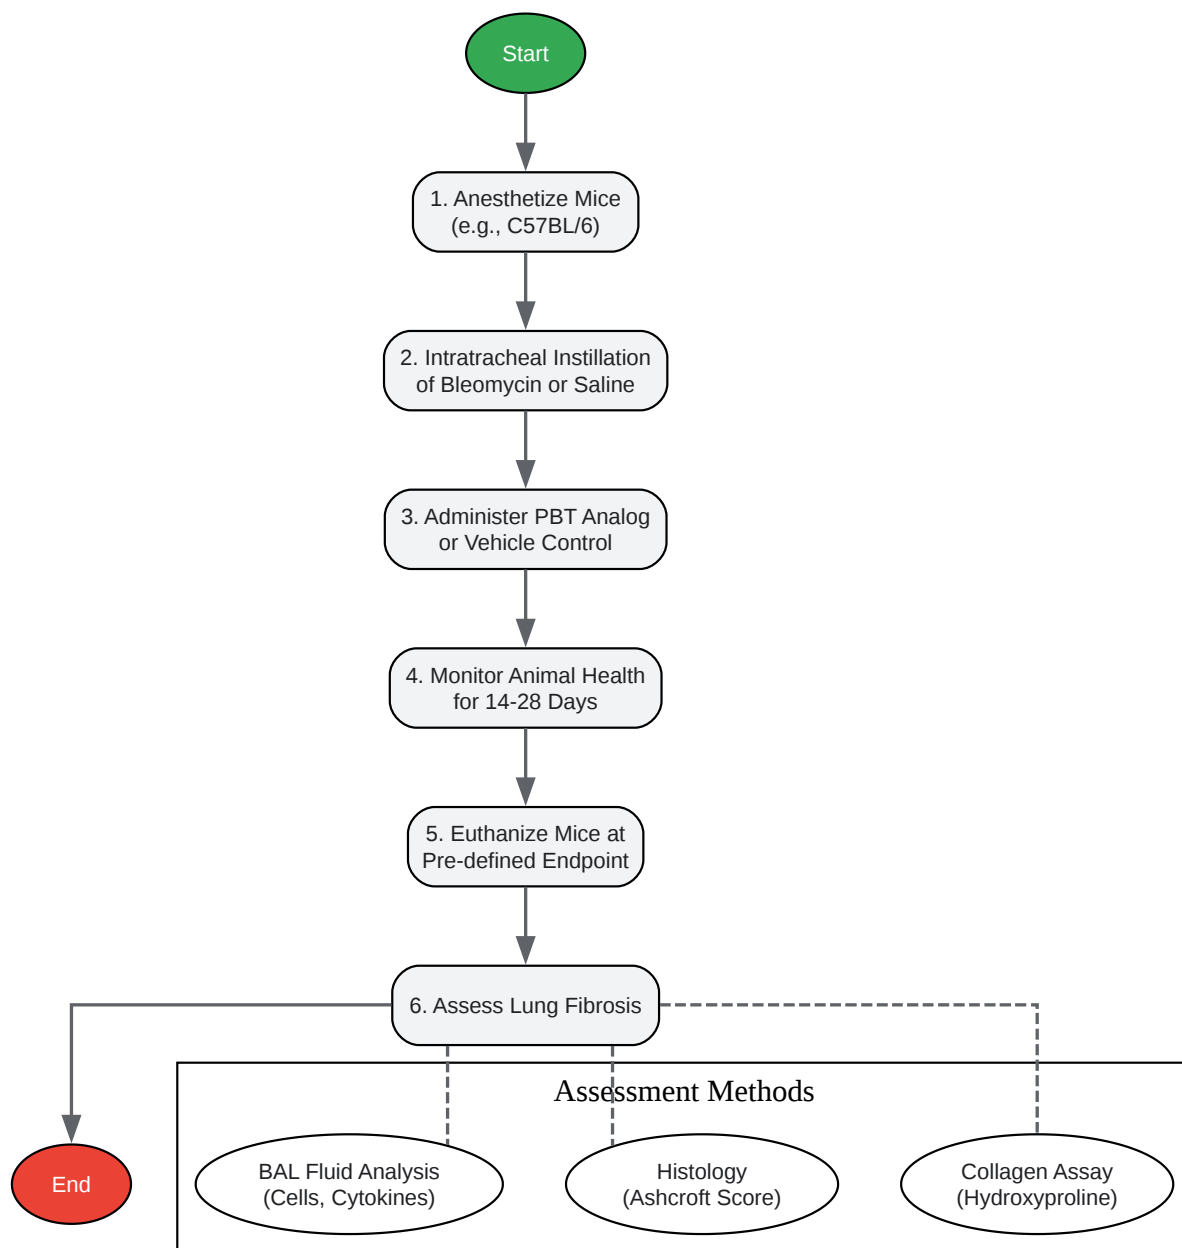 Start
1. Anesthetize Mice
(e.g., C57BL/6)
2. Intratracheal Instillation
of Bleomycin or Saline
3. Administer PBT Analog
or Vehicle Control
4. Monitor Animal Health
for 14-28 Days
5. Euthanize Mice at
Pre-defined Endpoint
6. Assess Lung Fibrosis
Assessment Methods
End
BAL Fluid Analysis
(Cells, Cytokines)
Histology
(Ashcroft Score)
Collagen Assay
(Hydroxyproline)